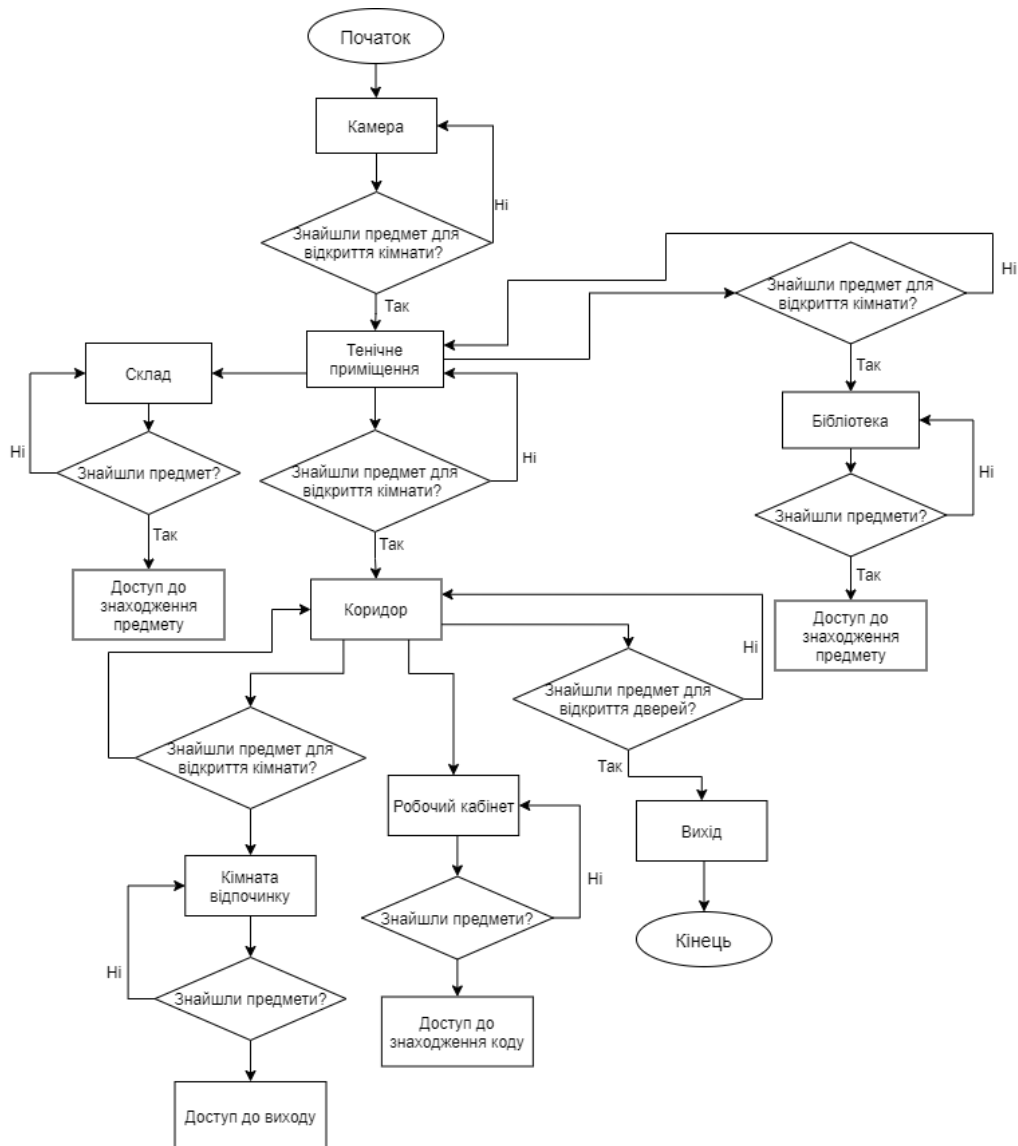 Початок
Камера
Ні
Знайшли предмет для
відкриття кімнати?
Так
Ні
Знайшли предмет для
відкриття кімнати?
Так
Тенічне
приміщення
Склад
Бібліотека
Ні
Знайшли предмет?
Знайшли предмет для
відкриття кімнати?
Ні
Ні
Знайшли предмети?
Так
Так
Так
Доступ до
знаходження
предмету
Коридор
Доступ до
знаходження
предмету
Ні
Знайшли предмет для
відкриття дверей?
Знайшли предмет для
відкриття кімнати?
Так
Робочий кабінет
Вихід
Кімната
відпочинку
Ні
Знайшли предмети?
Кінець
Ні
Знайшли предмети?
Доступ до
знаходження коду
Доступ до виходу